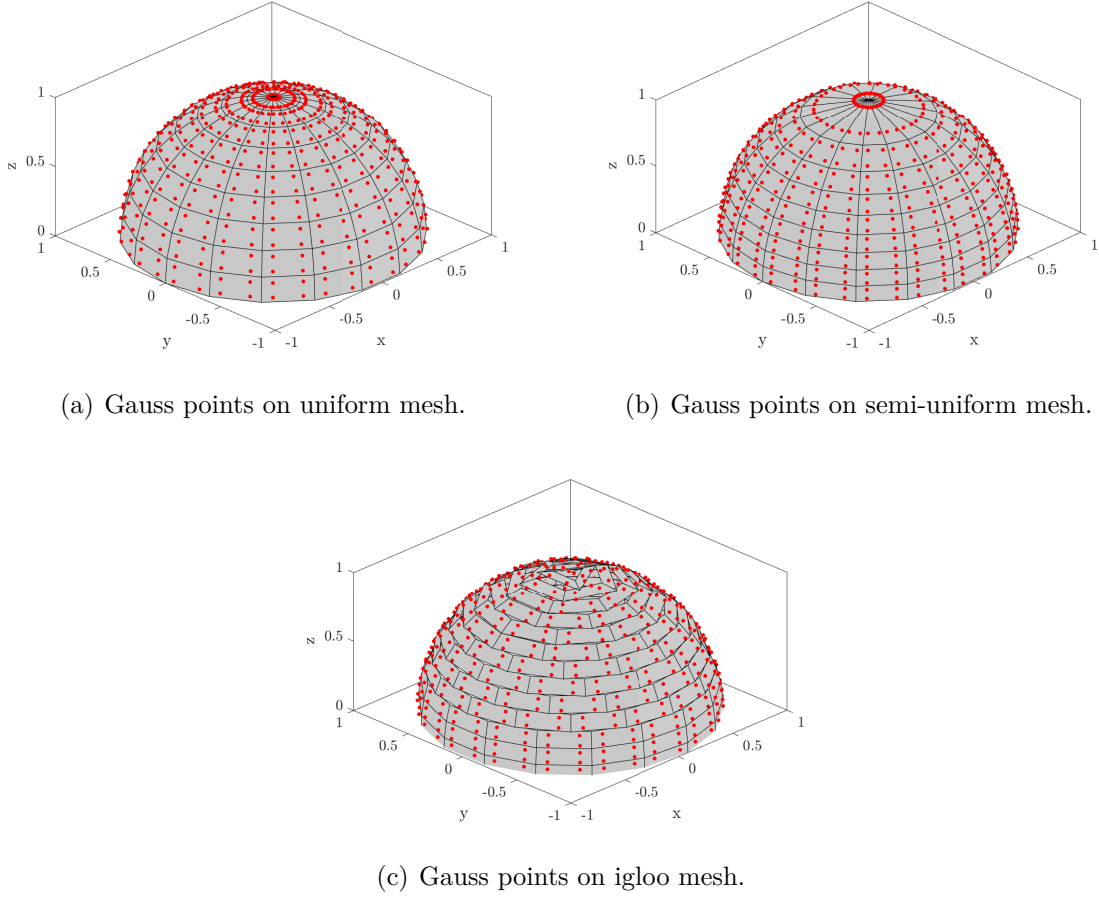 1 1
z 0.5 z 0.5
0 0
1 1 1 1
0.5 0.5 0.5 0.5
0 0 0 0
-0.5 -0.5 -0.5 -0.5
y -1 -1 x y -1 -1 x
(a) Gauss points on uniform mesh.
(b) Gauss points on semi-uniform mesh.
1
z 0.5
0
1 1
0.5 0.5
0 0
-0.5 -0.5
y -1 -1 x
(c) Gauss points on igloo mesh.